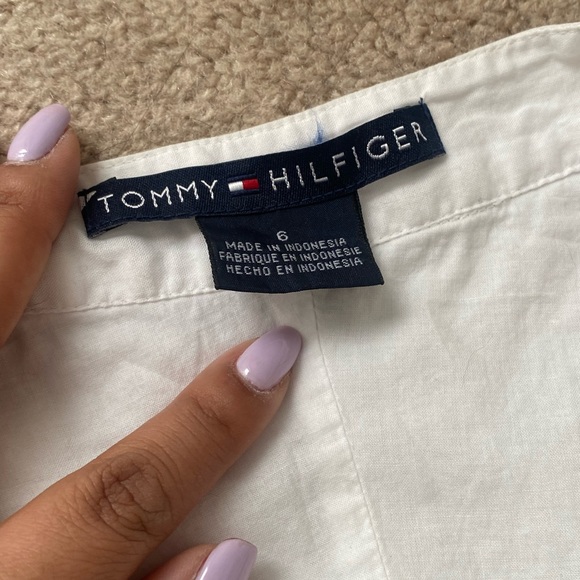 TOMMY HILFIGER
6
MADE IN INDONESIA
FABRIQUE EN INDONESIE
HECHO EN INDONESIA